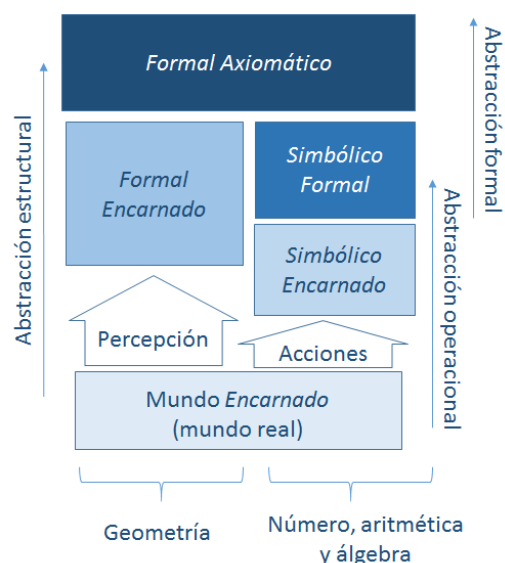 Formal Axiomático
Formal
Encarnado
Simbólico
Formal
Simbólico
Encarnado
Percepción
Acciones
Mundo Encarnado
(mundo real)
Geometría
Número, aritmética
y álgebra
Abstracción estructural
Abstracción operacional
Abstracción formal